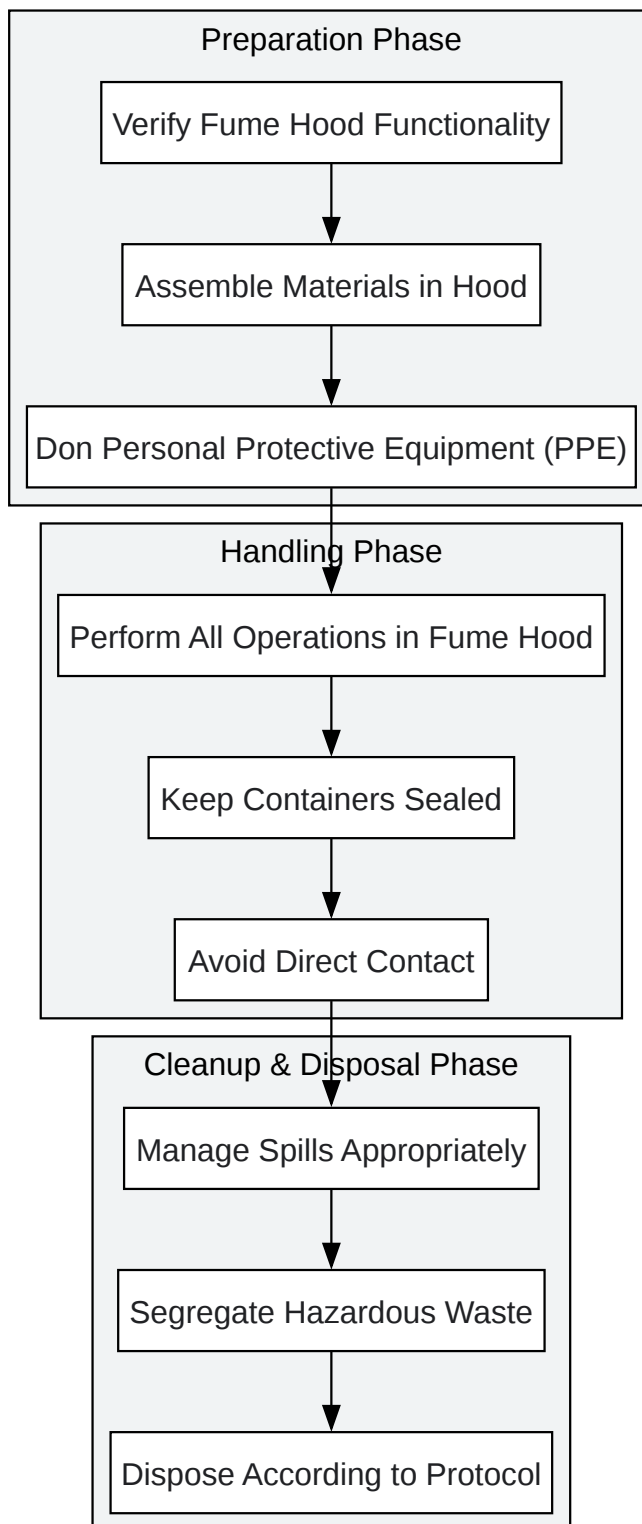 Preparation Phase
Verify Fume Hood Functionality
Assemble Materials in Hood
Don Personal Protective Equipment (PPE)
Handling Phase
Perform All Operations in Fume Hood
Keep Containers Sealed
Avoid Direct Contact
Cleanup & Disposal Phase
Manage Spills Appropriately
Segregate Hazardous Waste
Dispose According to Protocol